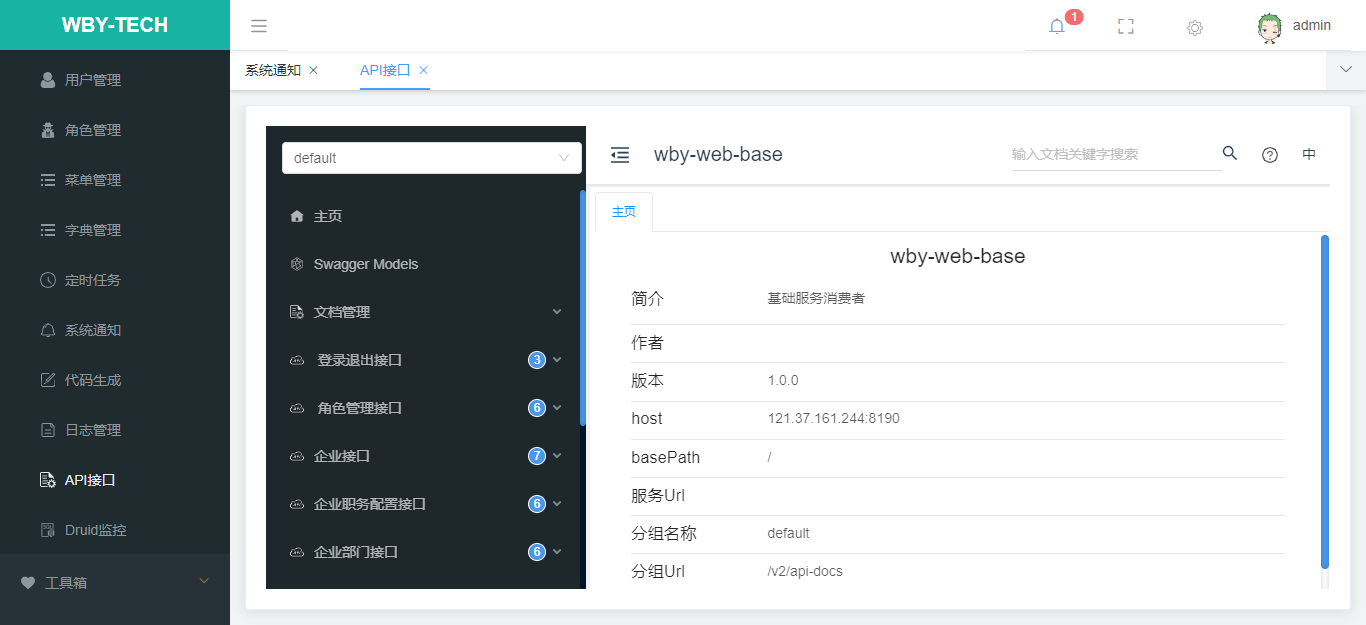 WBY-TECH
1
admin
系统通知
API接口
用户管理
角色管理
菜单管理
字典管理
定时任务
系统通知
代码生成
日志管理
API接口
Druid监控
工具箱
default
主页
Swagger Models
文档管理
登录退出接口 3
角色管理接口 6
企业接口 7
企业职务配置接口 6
企业部门接口 6
wby-web-base
输入文档关键字搜索
中
主页
wby-web-base
简介 基础服务消费者
作者
版本 1.0.0
host 121.37.161.244:8190
basePath /
服务Url
分组名称 default
分组Url /v2/api-docs